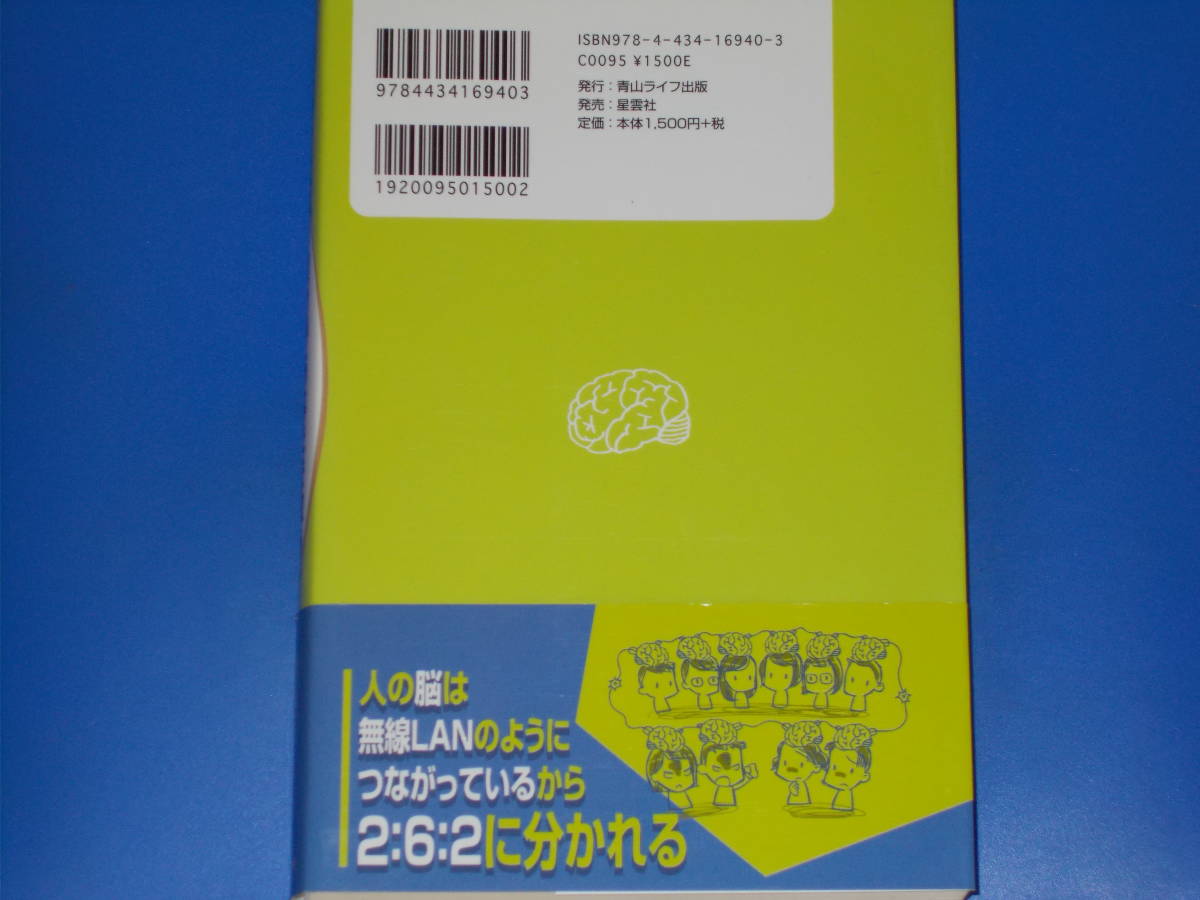 ISBN978-4-434-16940-3
C0095 ¥1500E
発行：青山ライフ出版
発売：星雲社
定価：本体1,500円+税
9784434169403
1920095015002
人の脳は
無線LANのように
つながっているから
2:6:2に分かれる